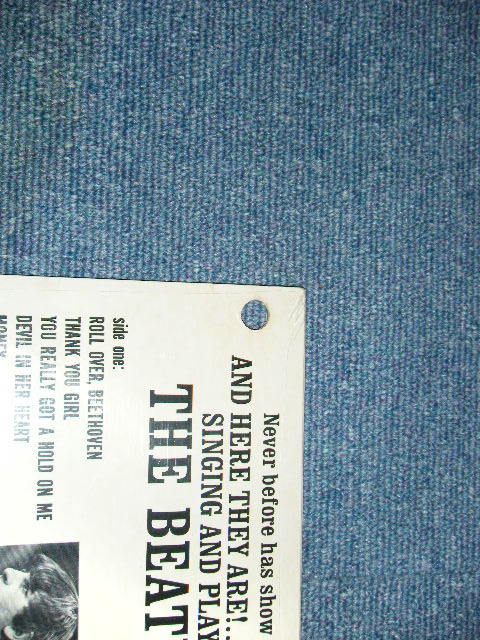 Never before has show
AND HERE THEY ARE!..
SINGING AND PLAY
THE BEAT
side one:
ROLL OVER, BEETHOVEN
THANK YOU GIRL
YOU REALLY GOT A HOLD ON ME
DEVIL IN HER HEART
MONEY